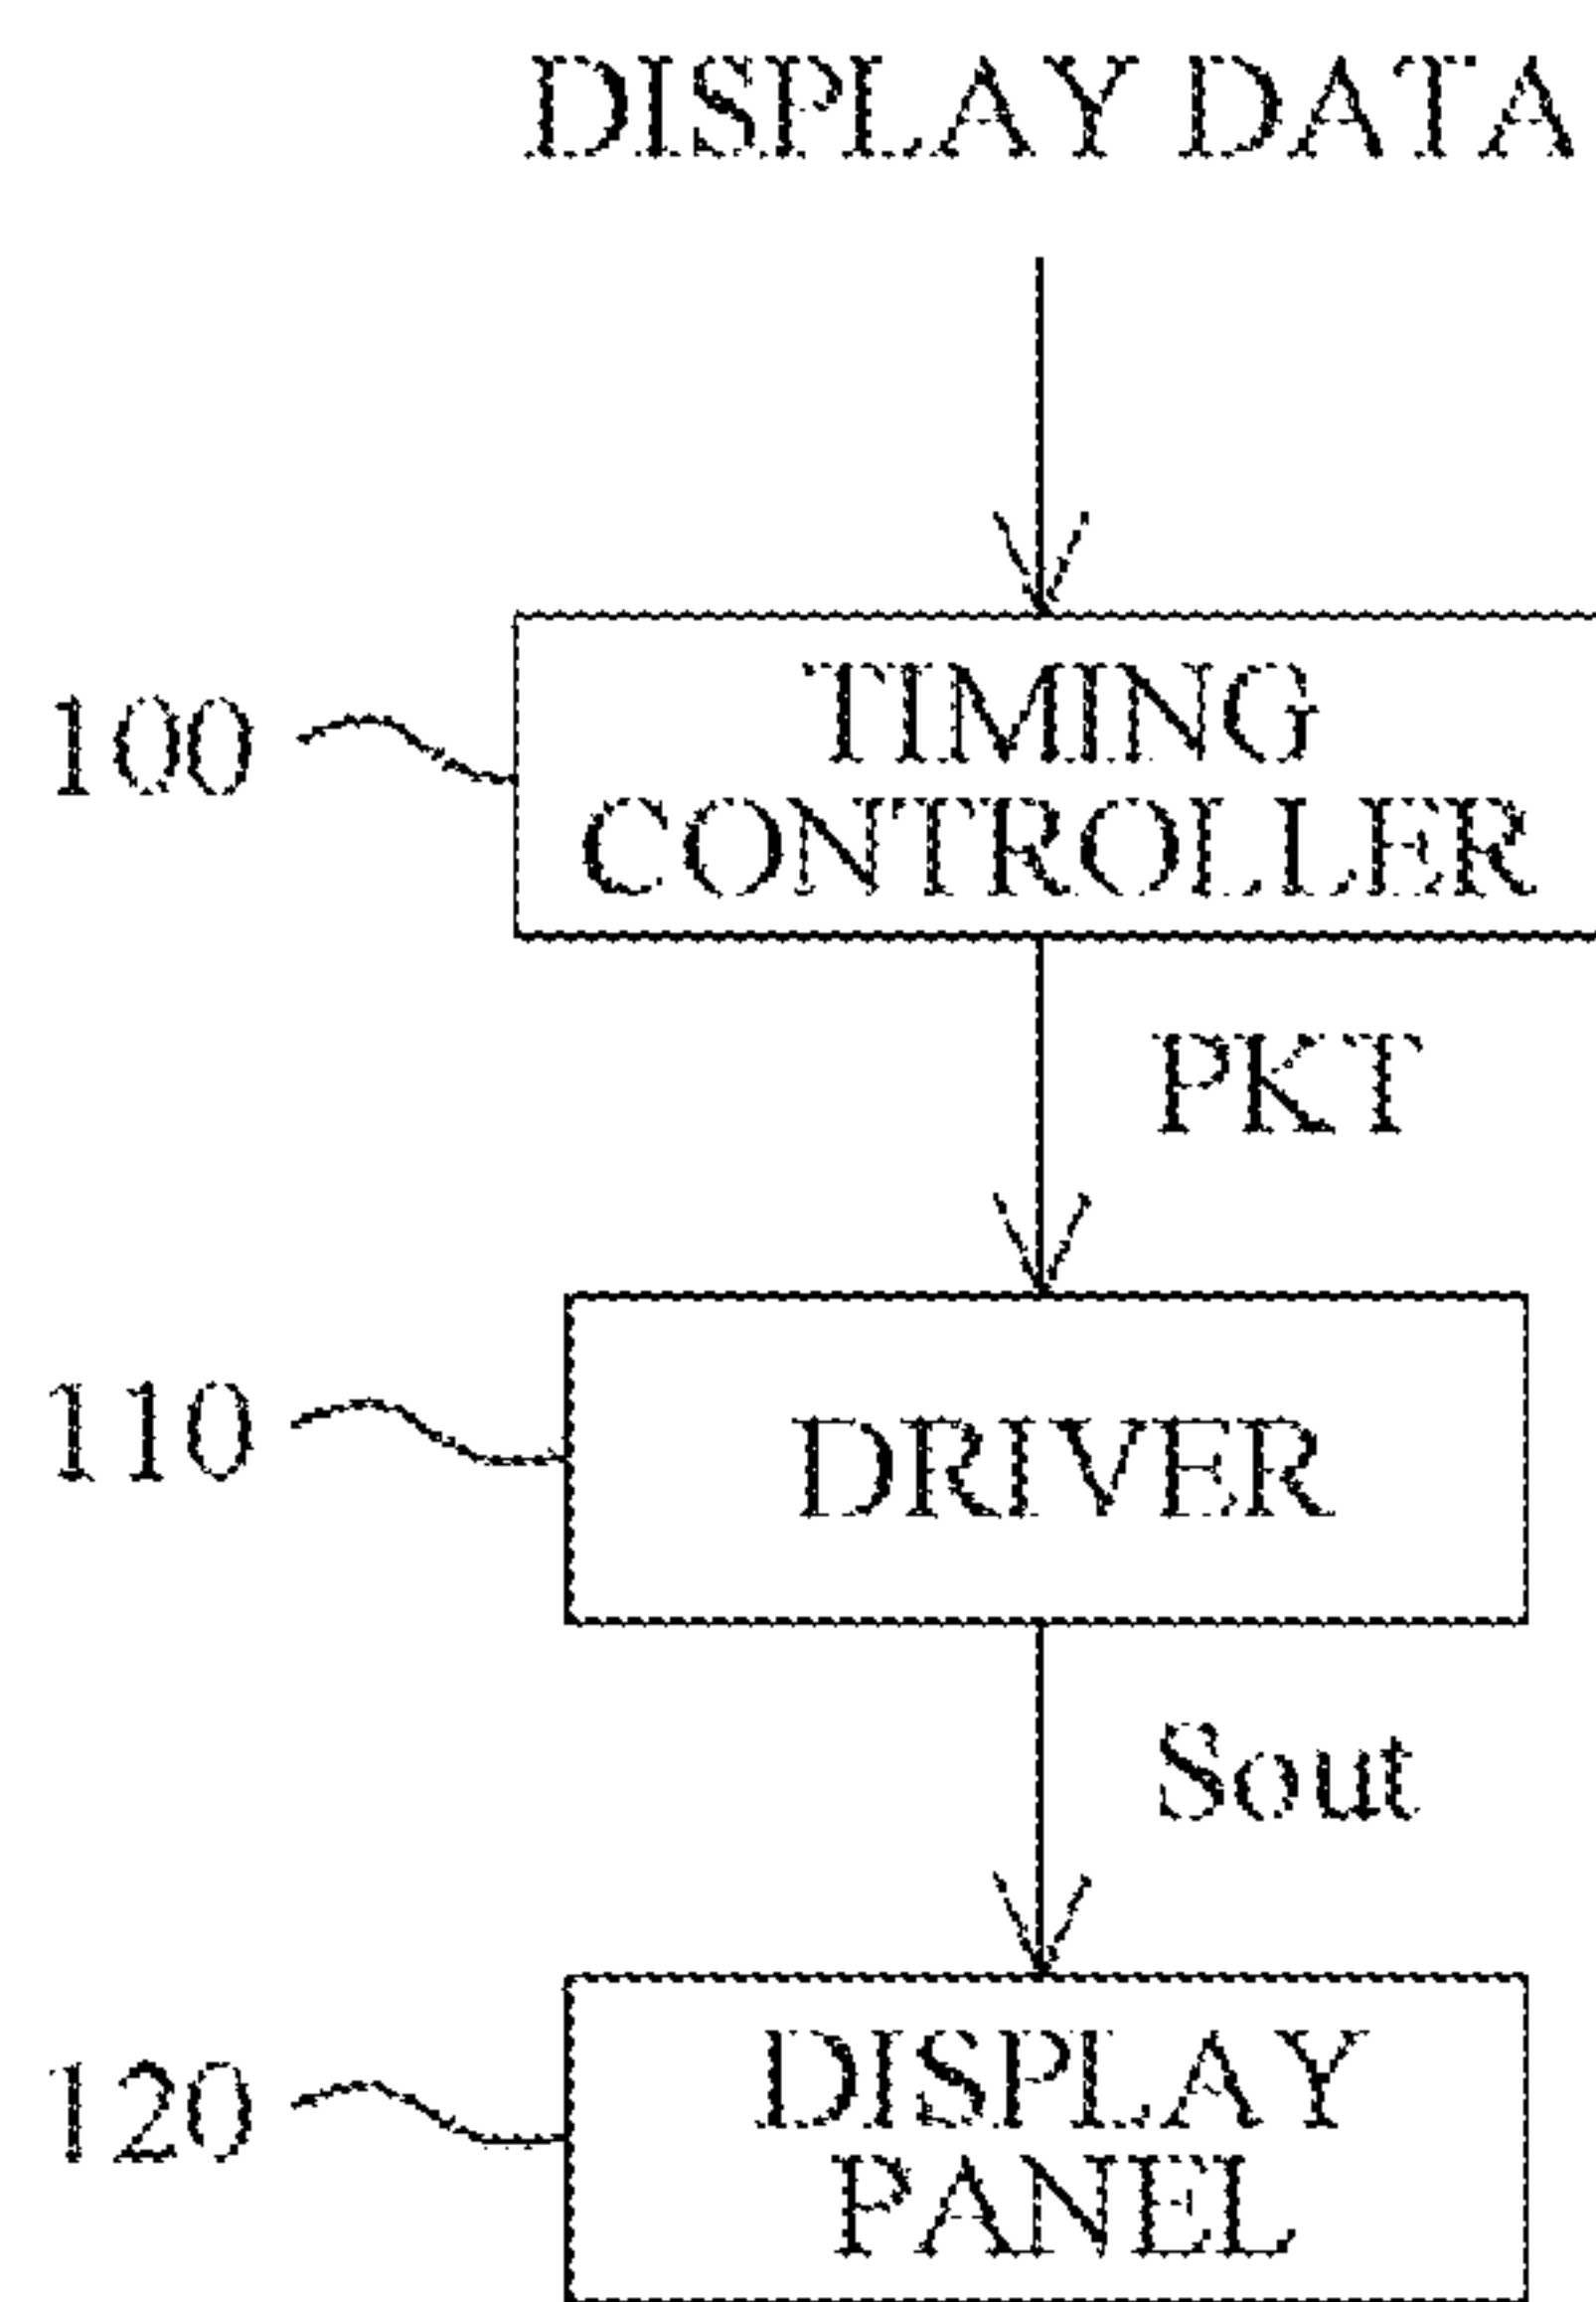 DISPLAY DATA
100
TIMING
CONTROLLER
PKT
110
DRIVER
Sout
120
DISPLAY
PANEL